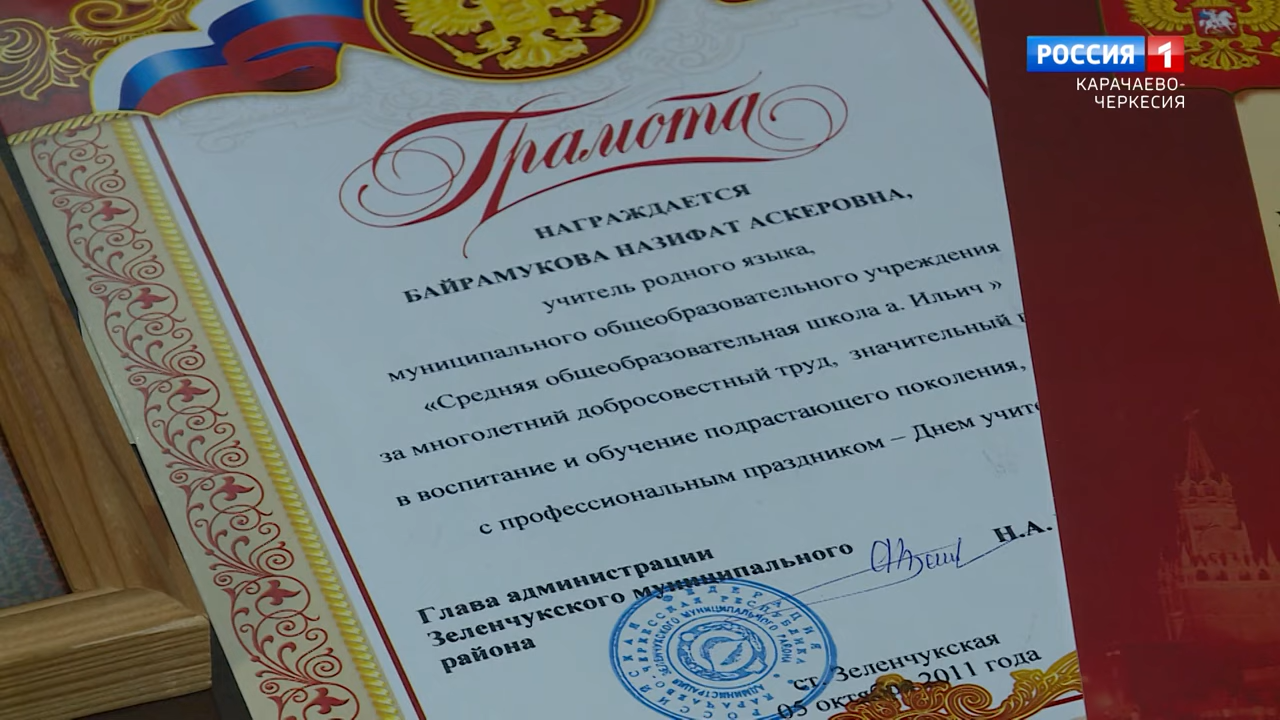 РОССИЯ 1
КАРАЧАЕВО-
ЧЕРКЕСИЯ
Грамота
НАГРАЖДАЕТСЯ
БАЙРАМУКОВА НАЗИФАТ АСКЕРОВНА,
учитель родного языка,
муниципального общеобразовательного учреждения
«Средняя общеобразовательная школа а. Ильич »
за многолетний добросовестный труд, значительный
в воспитание и обучение подрастающего поколения,
с профессиональным праздником – Днем
Глава администрации
Зеленчукского муниципального Н.А.
района
ст. Зеленчукская
05 октября 2011 года